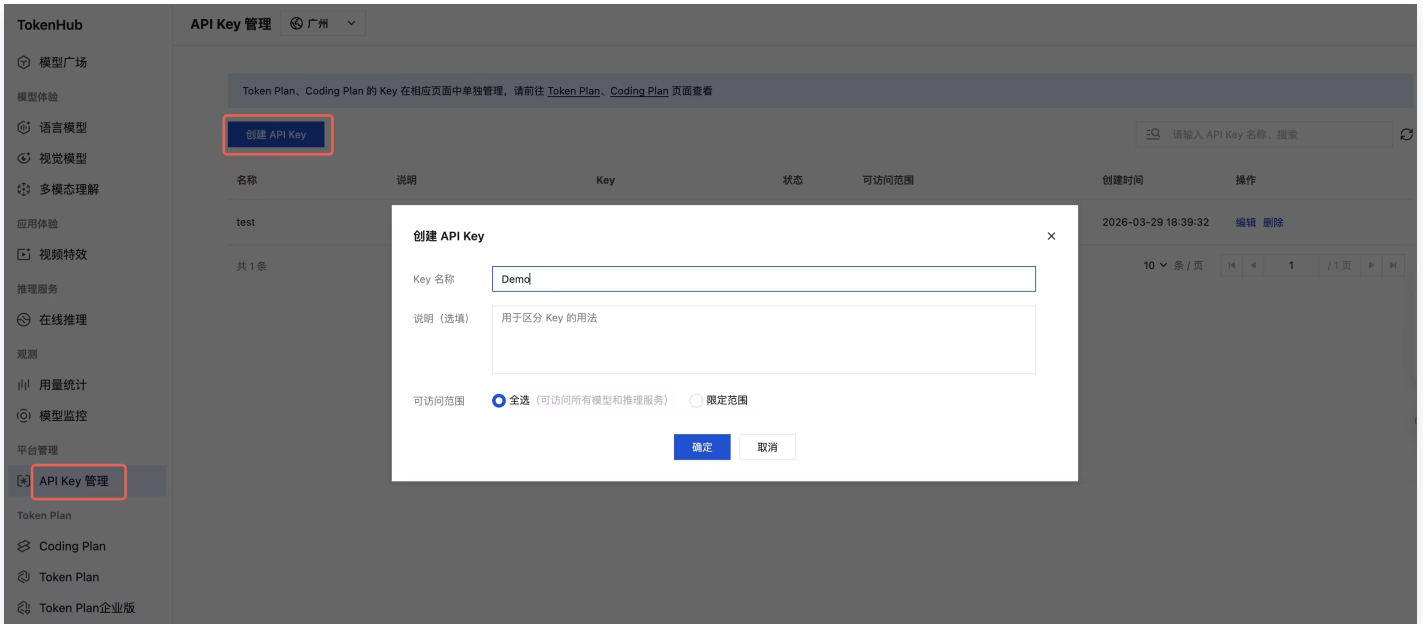 TokenHub
API Key 管理 广州
模型广场
模型体验
语言模型
视觉模型
多模态理解
应用体验
视频特效
推理服务
在线推理
观测
用量统计
模型监控
平台管理
API Key 管理
Token Plan
Coding Plan
Token Plan
Token Plan企业版
Token Plan、Coding Plan 的 Key 在相应页面中单独管理，请前往 Token Plan、Coding Plan 页面查看
创建 API Key
请输入 API Key 名称、搜索
名称 说明 Key 状态 可访问范围 创建时间 操作
test 2026-03-29 18:39:32 编辑 删除
共 1 条 10 条 / 页 1 / 1 页
创建 API Key
Key 名称 Demo
说明（选填） 用于区分 Key 的用法
可访问范围 全选（可访问所有模型和推理服务） 限定范围
确定 取消